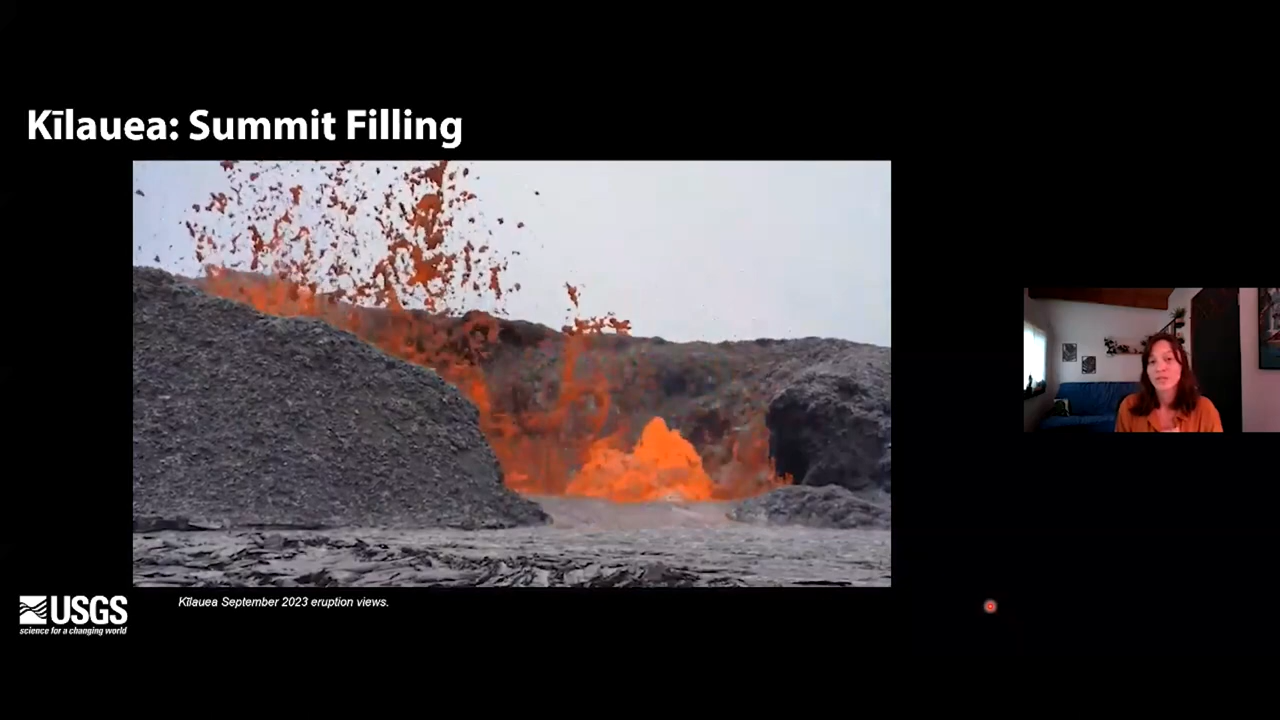 Kīlauea: Summit Filling
Kīlauea September 2023 eruption views.
USGS
science for a changing world